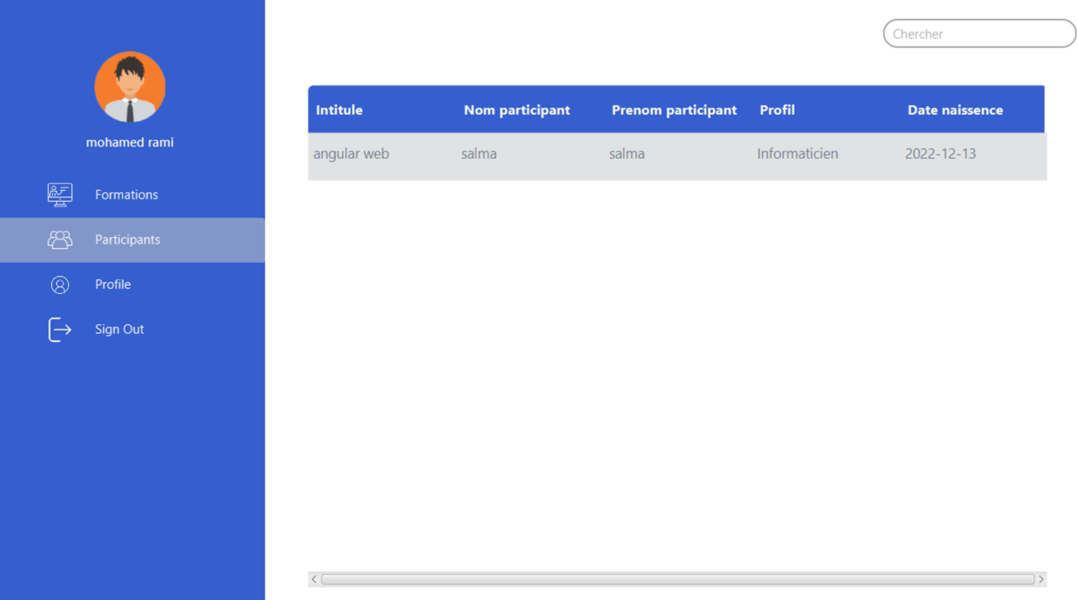 Chercher
mohamed rami
Formations
Participants
Profile
Sign Out
Intitule Nom participant Prenom participant Profil Date naissence
angular web salma salma Informaticien 2022-12-13